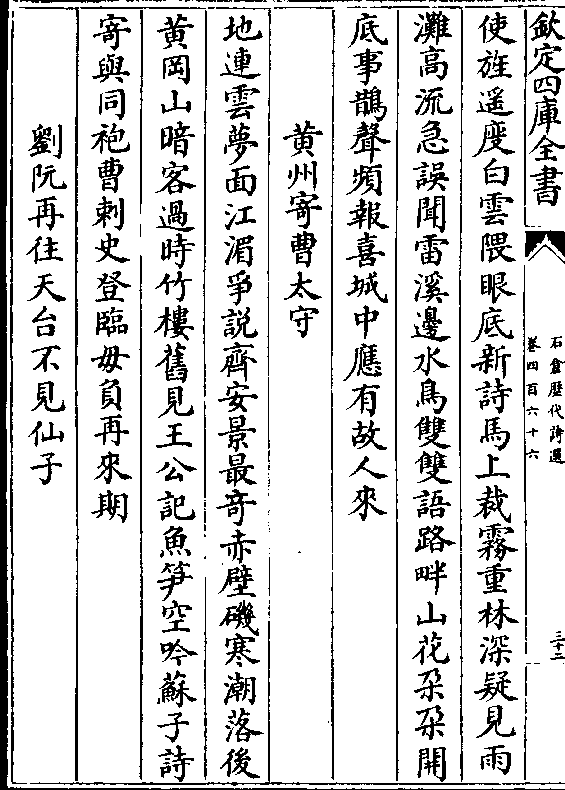 欽定四庫全書
石倉歴代詩選
卷四百六十六
三十二
使旌遥度白雲隈眼底新詩馬上裁霧重林深疑見雨
灘高流急誤聞雷溪邊水鳥雙雙語路畔山花朶朶開
底事鵲聲頻報喜城中應有故人來
黄州寄曹太守
地連雲夢面江湄爭説齊安景最竒赤壁磯寒潮落後
黄岡山暗客過時竹樓舊見王公記魚笋空吟蘇子詩
寄與同袍曹刺史登臨毋負再來期
劉阮再往天台不見仙子